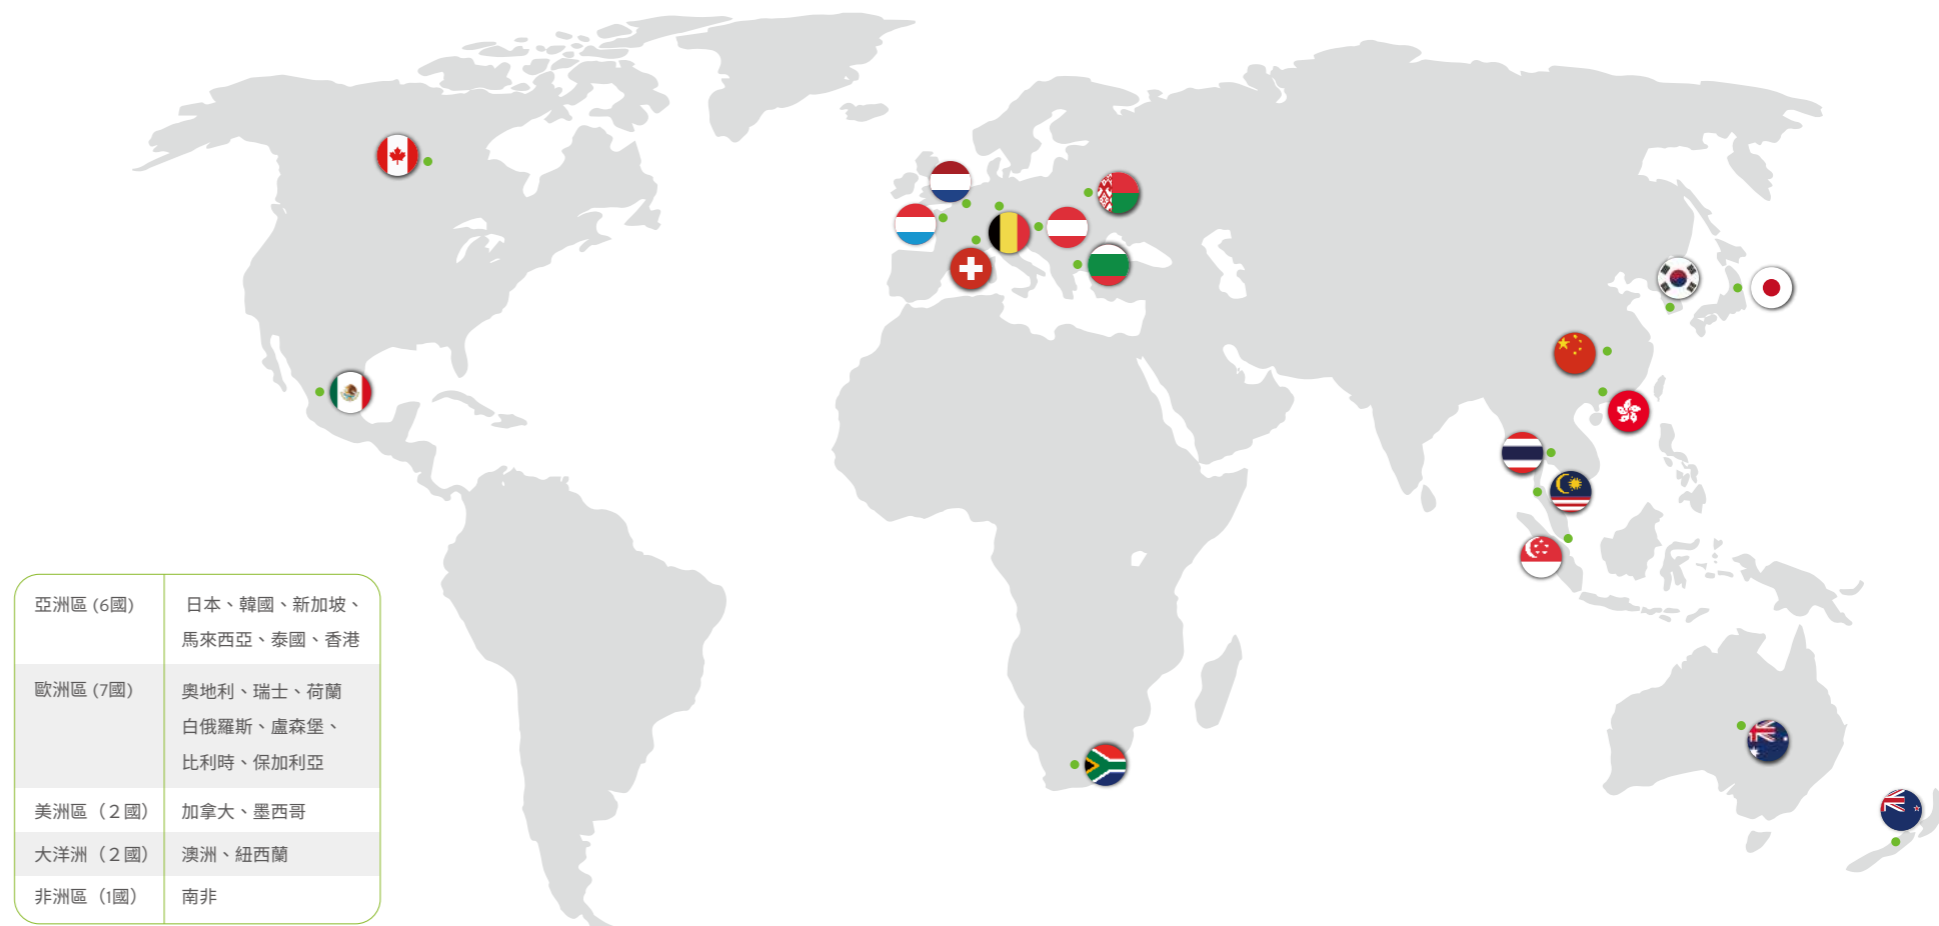 亞洲區 (6國)
日本、韓國、新加坡、
馬來西亞、泰國、香港
歐洲區 (7國)
奧地利、瑞士、荷蘭
白俄羅斯、盧森堡、
比利時、保加利亞
美洲區（２國）
加拿大、墨西哥
大洋洲（２國）
澳洲、紐西蘭
非洲區（1國）
南非